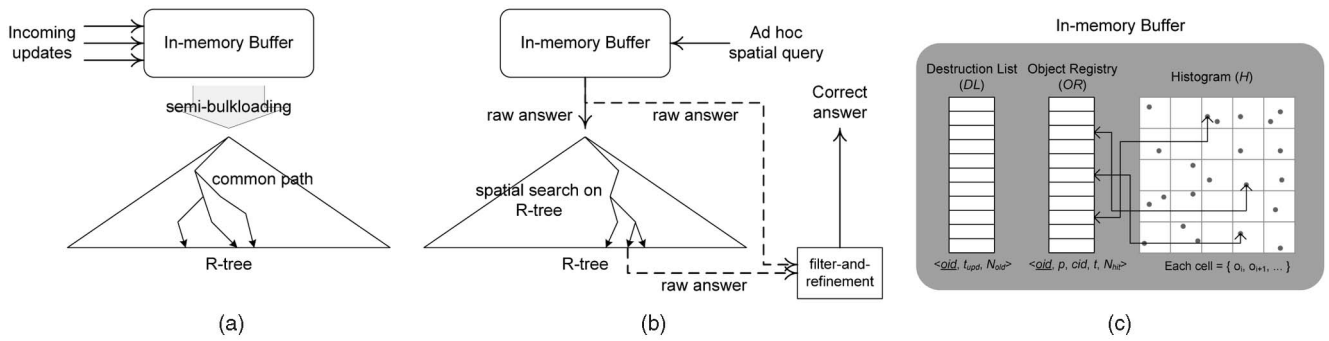 Incoming
updates
In-memory Buffer
semi-bulkloading
common path
R-tree
(a)
In-memory Buffer
Ad hoc
spatial query
raw answer
raw answer
Correct
answer
spatial search on
R-tree
R-tree
raw answer
filter-and-
refinement
(b)
In-memory Buffer
Destruction List
(DL)
Object Registry
(OR)
Histogram (H)
<oid, tupd, Nold>
<oid, p, cid, t, Nhit>
Each cell = { oi, oi+1, ... }
(c)